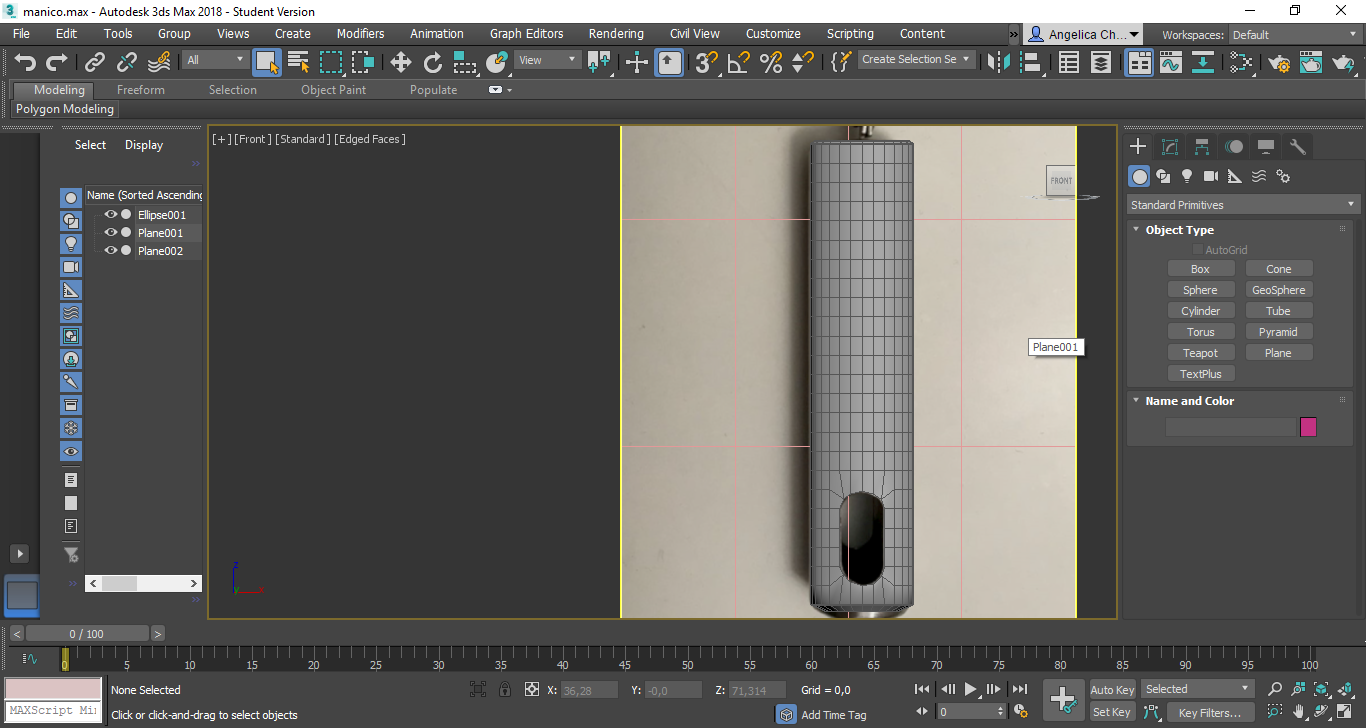 manico.max - Autodesk 3ds Max 2018 - Student Version
File Edit Tools Group Views Create Modifiers Animation Graph Editors Rendering Civil View Customize Scripting Content » Angelica Ch... Workspaces: Default
All View Create Selection Se
Modeling Freeform Selection Object Paint Populate
Polygon Modeling
Select Display
Name (Sorted Ascending
Ellipse001
Plane001
Plane002
[+] [Front] [Standard] [Edged Faces]
FRONT
Plane001
z
x
y
Standard Primitives
Object Type
AutoGrid
Box Cone
Sphere GeoSphere
Cylinder Tube
Torus Pyramid
Teapot Plane
TextPlus
Name and Color
< 0 / 100 >
0 5 10 15 20 25 30 35 40 45 50 55 60 65 70 75 80 85 90 95 100
None Selected X: 36,28 Y: -0,0 Z: 71,314 Grid = 0,0 Auto Key Selected
MAXScript Mi Click or click-and-drag to select objects Add Time Tag 0 Set Key Key Filters...